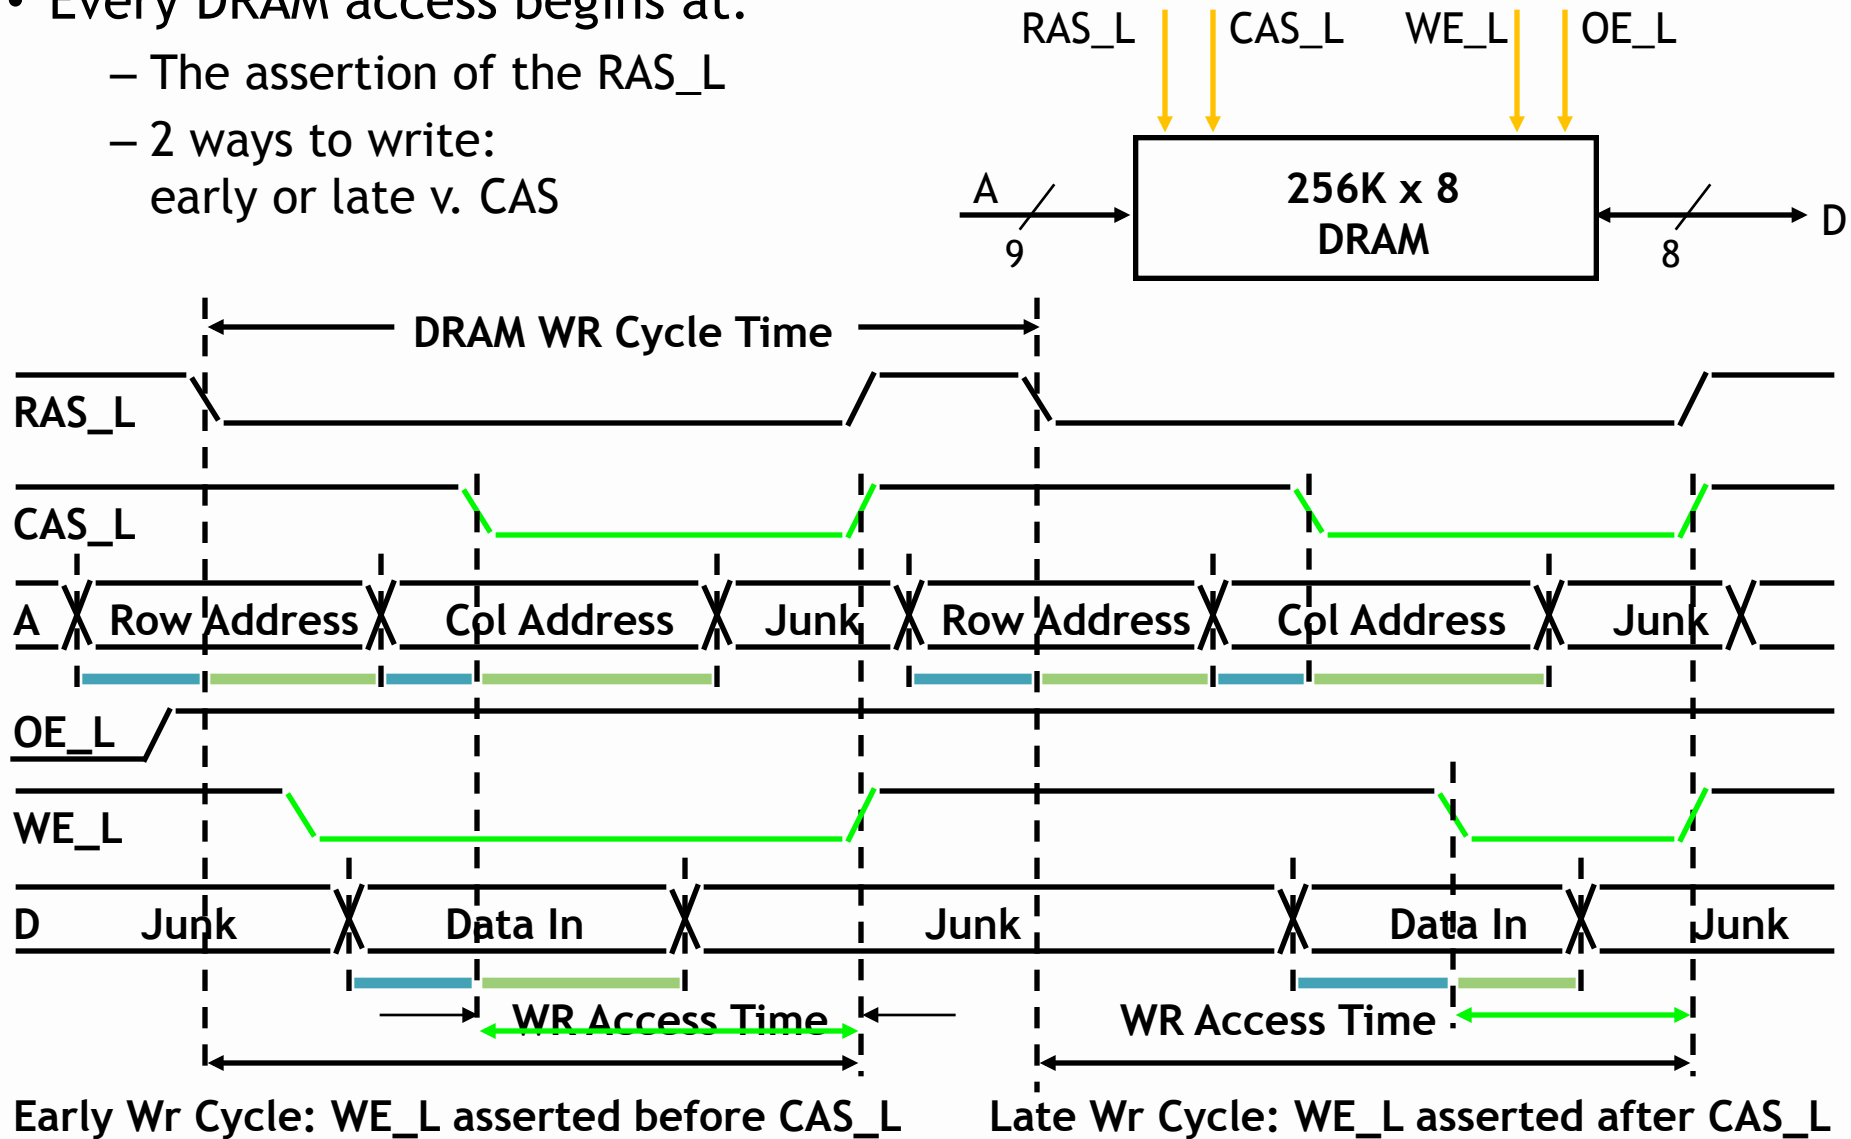 • Every DRAM access begins at:
– The assertion of the RAS_L
– 2 ways to write:
early or late v. CAS
RAS_L CAS_L WE_L OE_L
A 256K x 8 D
9 DRAM 8
DRAM WR Cycle Time
RAS_L
CAS_L
A Row Address Col Address Junk Row Address Col Address Junk
OE_L
WE_L
D Junk Data In Junk Data In Junk
WR Access Time WR Access Time
Early Wr Cycle: WE_L asserted before CAS_L Late Wr Cycle: WE_L asserted after CAS_L